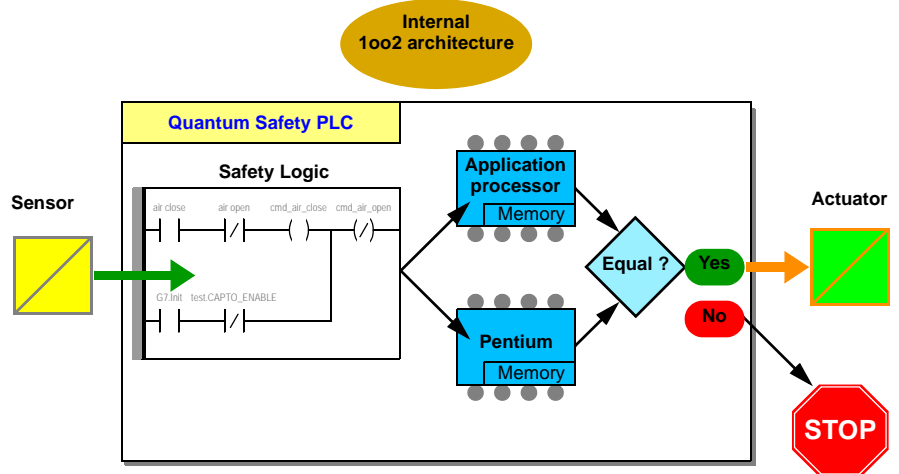 Internal
1oo2 architecture
Quantum Safety PLC
Safety Logic
Sensor
air close air open cmd_air_close cmd_air_open
G7.Init test.CAPTO_ENABLE
Application
processor
Memory
Pentium
Memory
Equal ?
Yes
No
Actuator
STOP